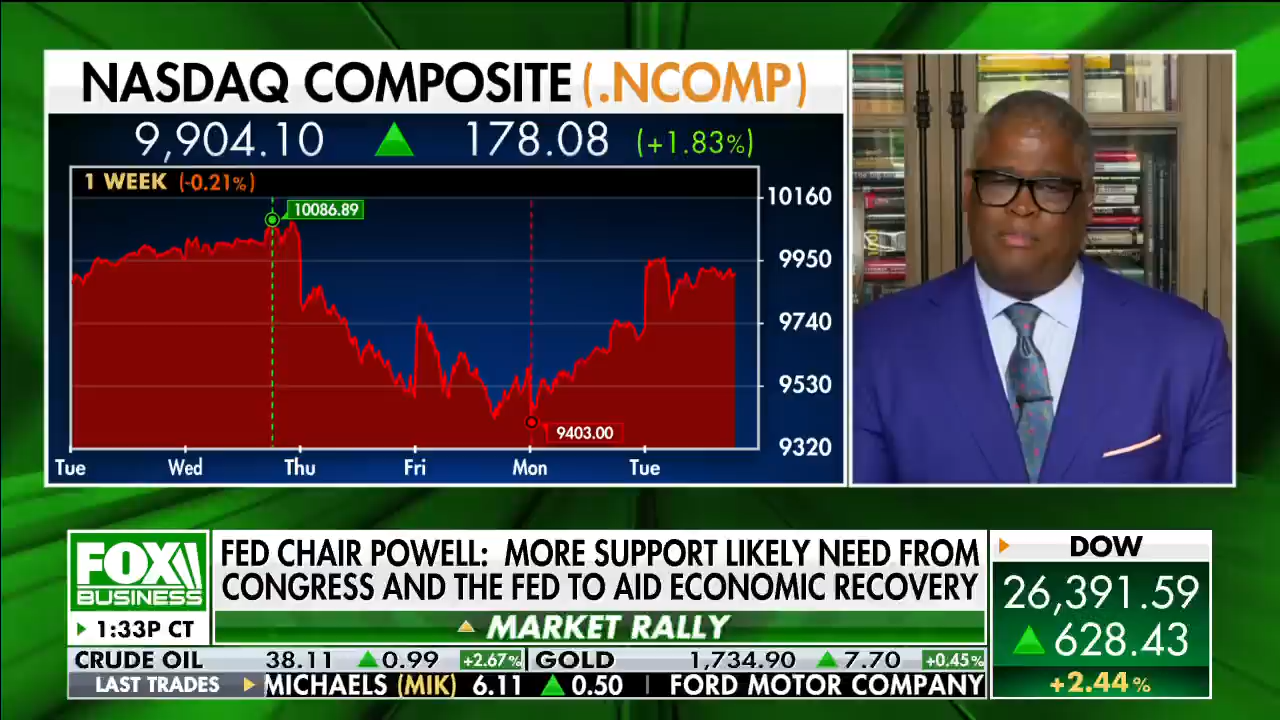 NASDAQ COMPOSITE (.NCOMP)
9,904.10 ▲ 178.08 (+1.83%)
1 WEEK (-0.21%)
10086.89
9403.00
10160
9950
9740
9530
9320
Tue Wed Thu Fri Mon Tue
FOX
BUSINESS
1:33P CT
FED CHAIR POWELL: MORE SUPPORT LIKELY NEED FROM
CONGRESS AND THE FED TO AID ECONOMIC RECOVERY
MARKET RALLY
DOW
26,391.59
▲ 628.43
+2.44%
CRUDE OIL 38.11 ▲ 0.99 +2.67% GOLD 1,734.90 ▲ 7.70 +0.45%
LAST TRADES MICHAELS (MIK) 6.11 ▲ 0.50 | FORD MOTOR COMPANY